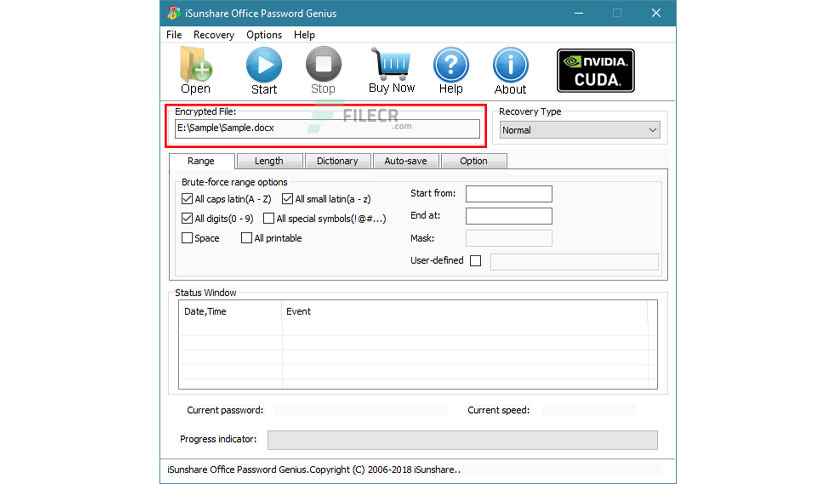 iSunshare Office Password Genius
File Recovery Options Help
Open Start Stop Buy Now Help About
NVIDIA.
CUDA.
Encrypted File:
E:\Sample\Sample.docx
FILECR
.com
Recovery Type
Normal
Range Length Dictionary Auto-save Option
Brute-force range options
All caps latin(A - Z) All small latin(a - z)
All digits(0 - 9) All special symbols(!@#...)
Space All printable
Start from:
End at:
Mask:
User-defined
Status Window
Date,Time Event
Current password: Current speed:
Progress indicator:
iSunshare Office Password Genius.Copyright (C) 2006-2018 iSunshare..